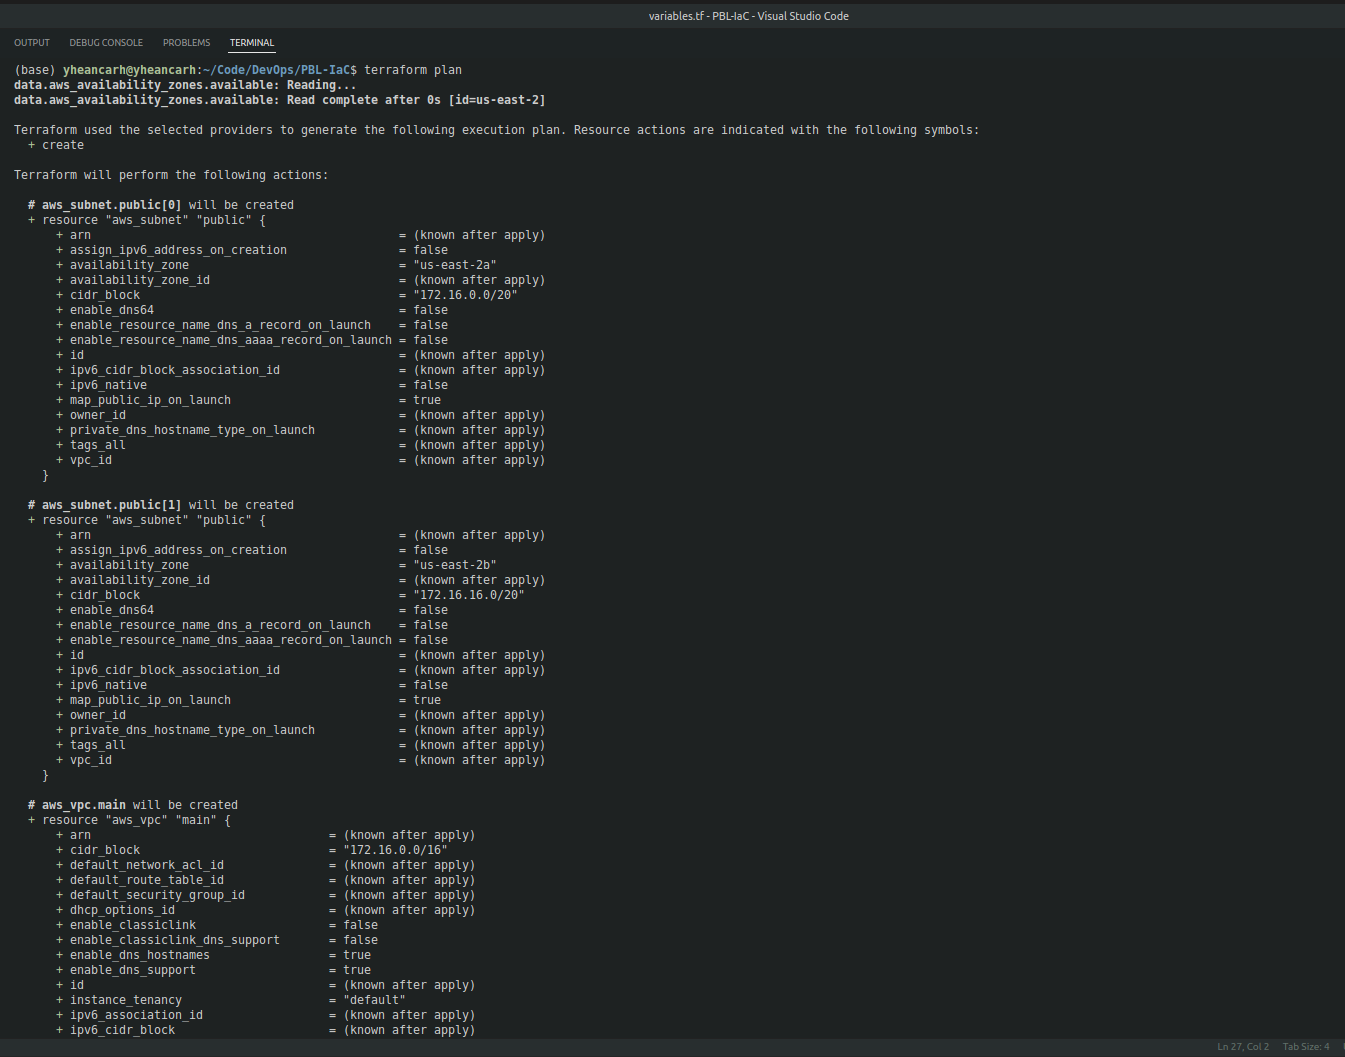 variables.tf - PBL-IaC - Visual Studio Code
OUTPUT DEBUG CONSOLE PROBLEMS TERMINAL
(base) yheancarh@yheancarh:~/Code/DevOps/PBL-IaC$ terraform plan
data.aws_availability_zones.available: Reading...
data.aws_availability_zones.available: Read complete after 0s [id=us-east-2]
Terraform used the selected providers to generate the following execution plan. Resource actions are indicated with the following symbols:
  + create
Terraform will perform the following actions:
  # aws_subnet.public[0] will be created
  + resource "aws_subnet" "public" {
      + arn                                            = (known after apply)
      + assign_ipv6_address_on_creation                = false
      + availability_zone                              = "us-east-2a"
      + availability_zone_id                           = (known after apply)
      + cidr_block                                     = "172.16.0.0/20"
      + enable_dns64                                   = false
      + enable_resource_name_dns_a_record_on_launch    = false
      + enable_resource_name_dns_aaaa_record_on_launch = false
      + id                                             = (known after apply)
      + ipv6_cidr_block_association_id                 = (known after apply)
      + ipv6_native                                    = false
      + map_public_ip_on_launch                        = true
      + owner_id                                       = (known after apply)
      + private_dns_hostname_type_on_launch            = (known after apply)
      + tags_all                                       = (known after apply)
      + vpc_id                                         = (known after apply)
    }
  # aws_subnet.public[1] will be created
  + resource "aws_subnet" "public" {
      + arn                                            = (known after apply)
      + assign_ipv6_address_on_creation                = false
      + availability_zone                              = "us-east-2b"
      + availability_zone_id                           = (known after apply)
      + cidr_block                                     = "172.16.16.0/20"
      + enable_dns64                                   = false
      + enable_resource_name_dns_a_record_on_launch    = false
      + enable_resource_name_dns_aaaa_record_on_launch = false
      + id                                             = (known after apply)
      + ipv6_cidr_block_association_id                 = (known after apply)
      + ipv6_native                                    = false
      + map_public_ip_on_launch                        = true
      + owner_id                                       = (known after apply)
      + private_dns_hostname_type_on_launch            = (known after apply)
      + tags_all                                       = (known after apply)
      + vpc_id                                         = (known after apply)
    }
  # aws_vpc.main will be created
  + resource "aws_vpc" "main" {
      + arn                                  = (known after apply)
      + cidr_block                           = "172.16.0.0/16"
      + default_network_acl_id               = (known after apply)
      + default_route_table_id               = (known after apply)
      + default_security_group_id            = (known after apply)
      + dhcp_options_id                      = (known after apply)
      + enable_classiclink                   = false
      + enable_classiclink_dns_support       = false
      + enable_dns_hostnames                 = true
      + enable_dns_support                   = true
      + id                                   = (known after apply)
      + instance_tenancy                     = "default"
      + ipv6_association_id                  = (known after apply)
      + ipv6_cidr_block                      = (known after apply)
Ln 27, Col 2 Tab Size: 4